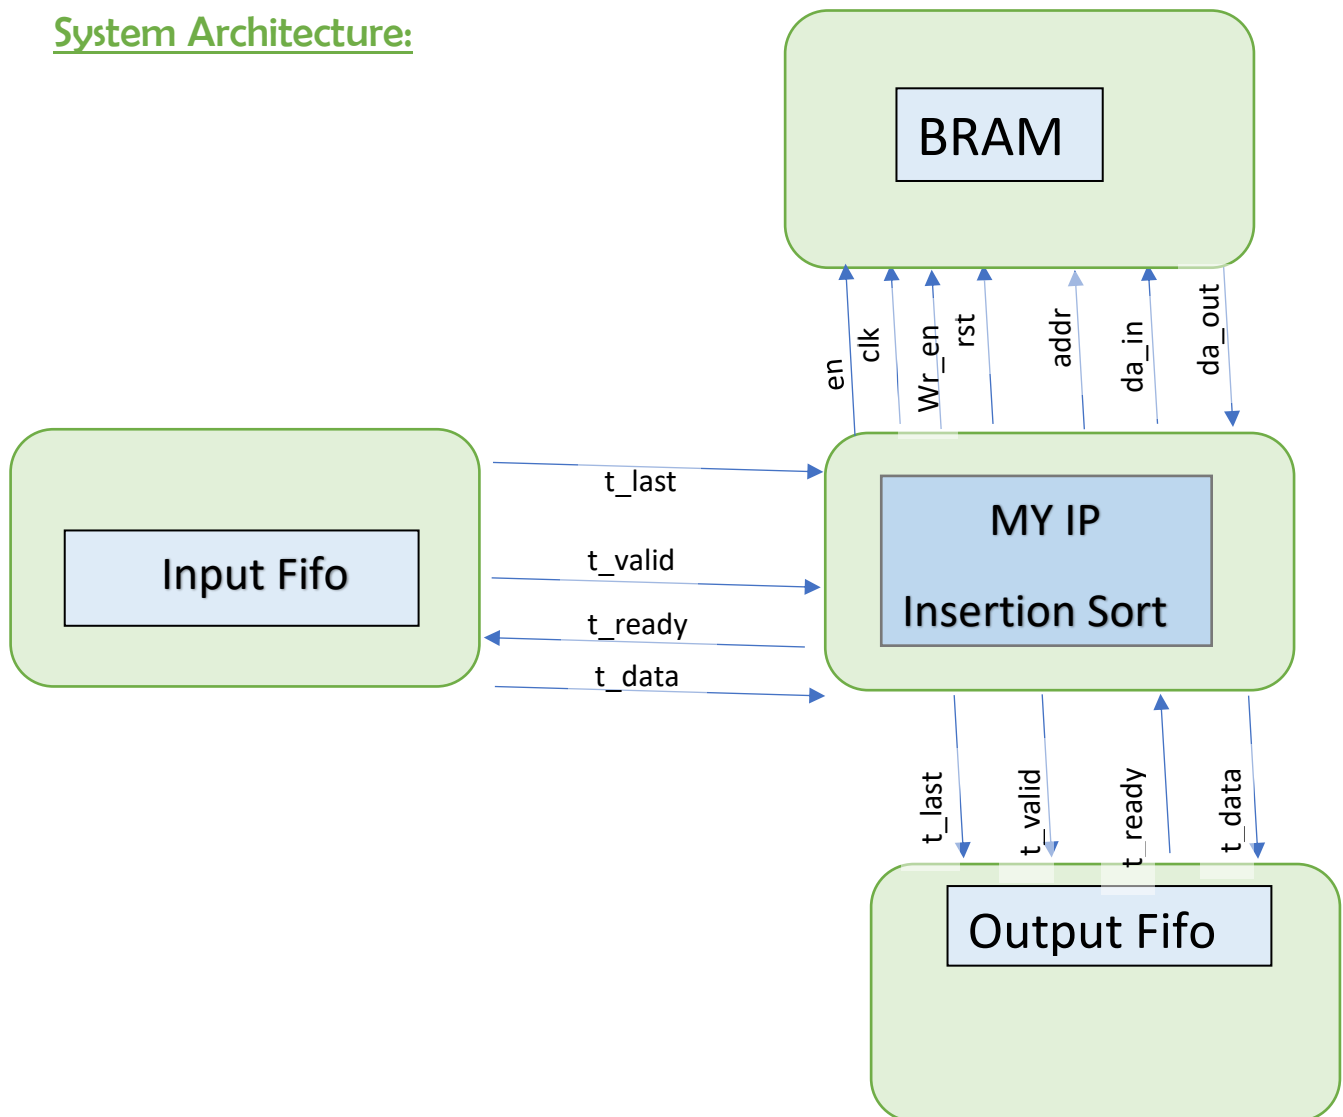 System Architecture:
BRAM
en
clk
Wr_en
rst
addr
da_in
da_out
t_last
t_valid
t_ready
t_data
Input Fifo
MY IP
Insertion Sort
t_last
t_valid
t_ready
t_data
Output Fifo